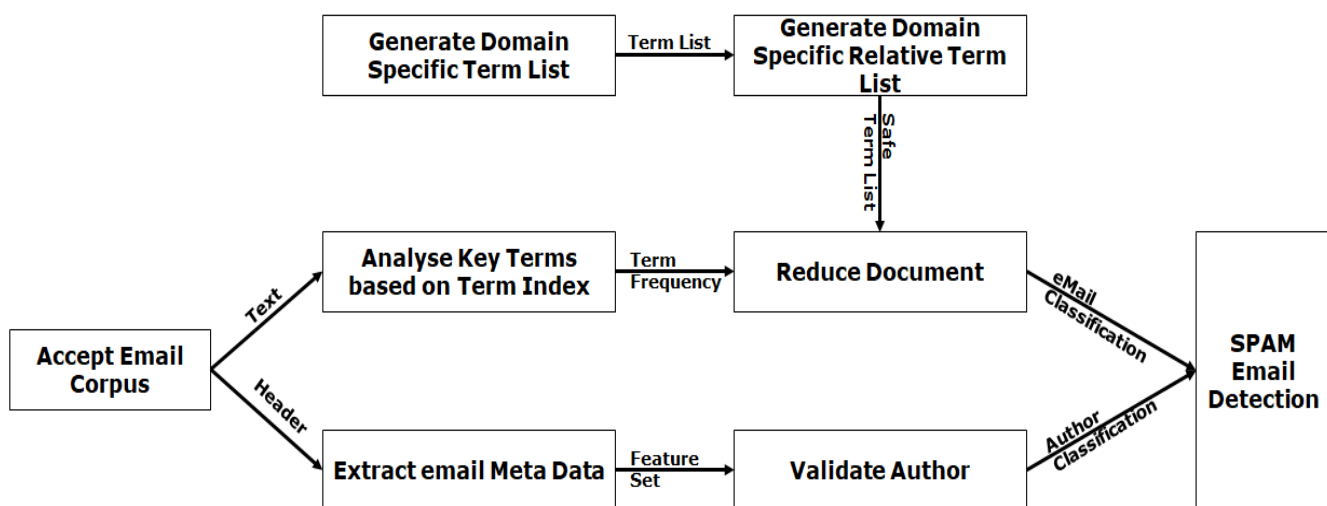 Generate Domain
Specific Term List
Term List
Generate Domain
Specific Relative Term
List
Safe
Term List
Analyse Key Terms
based on Term Index
Term
Frequency
Reduce Document
eMail
Classification
Text
Accept Email
Corpus
Header
SPAM
Email
Detection
Extract email Meta Data
Feature
Set
Validate Author
Author
Classification